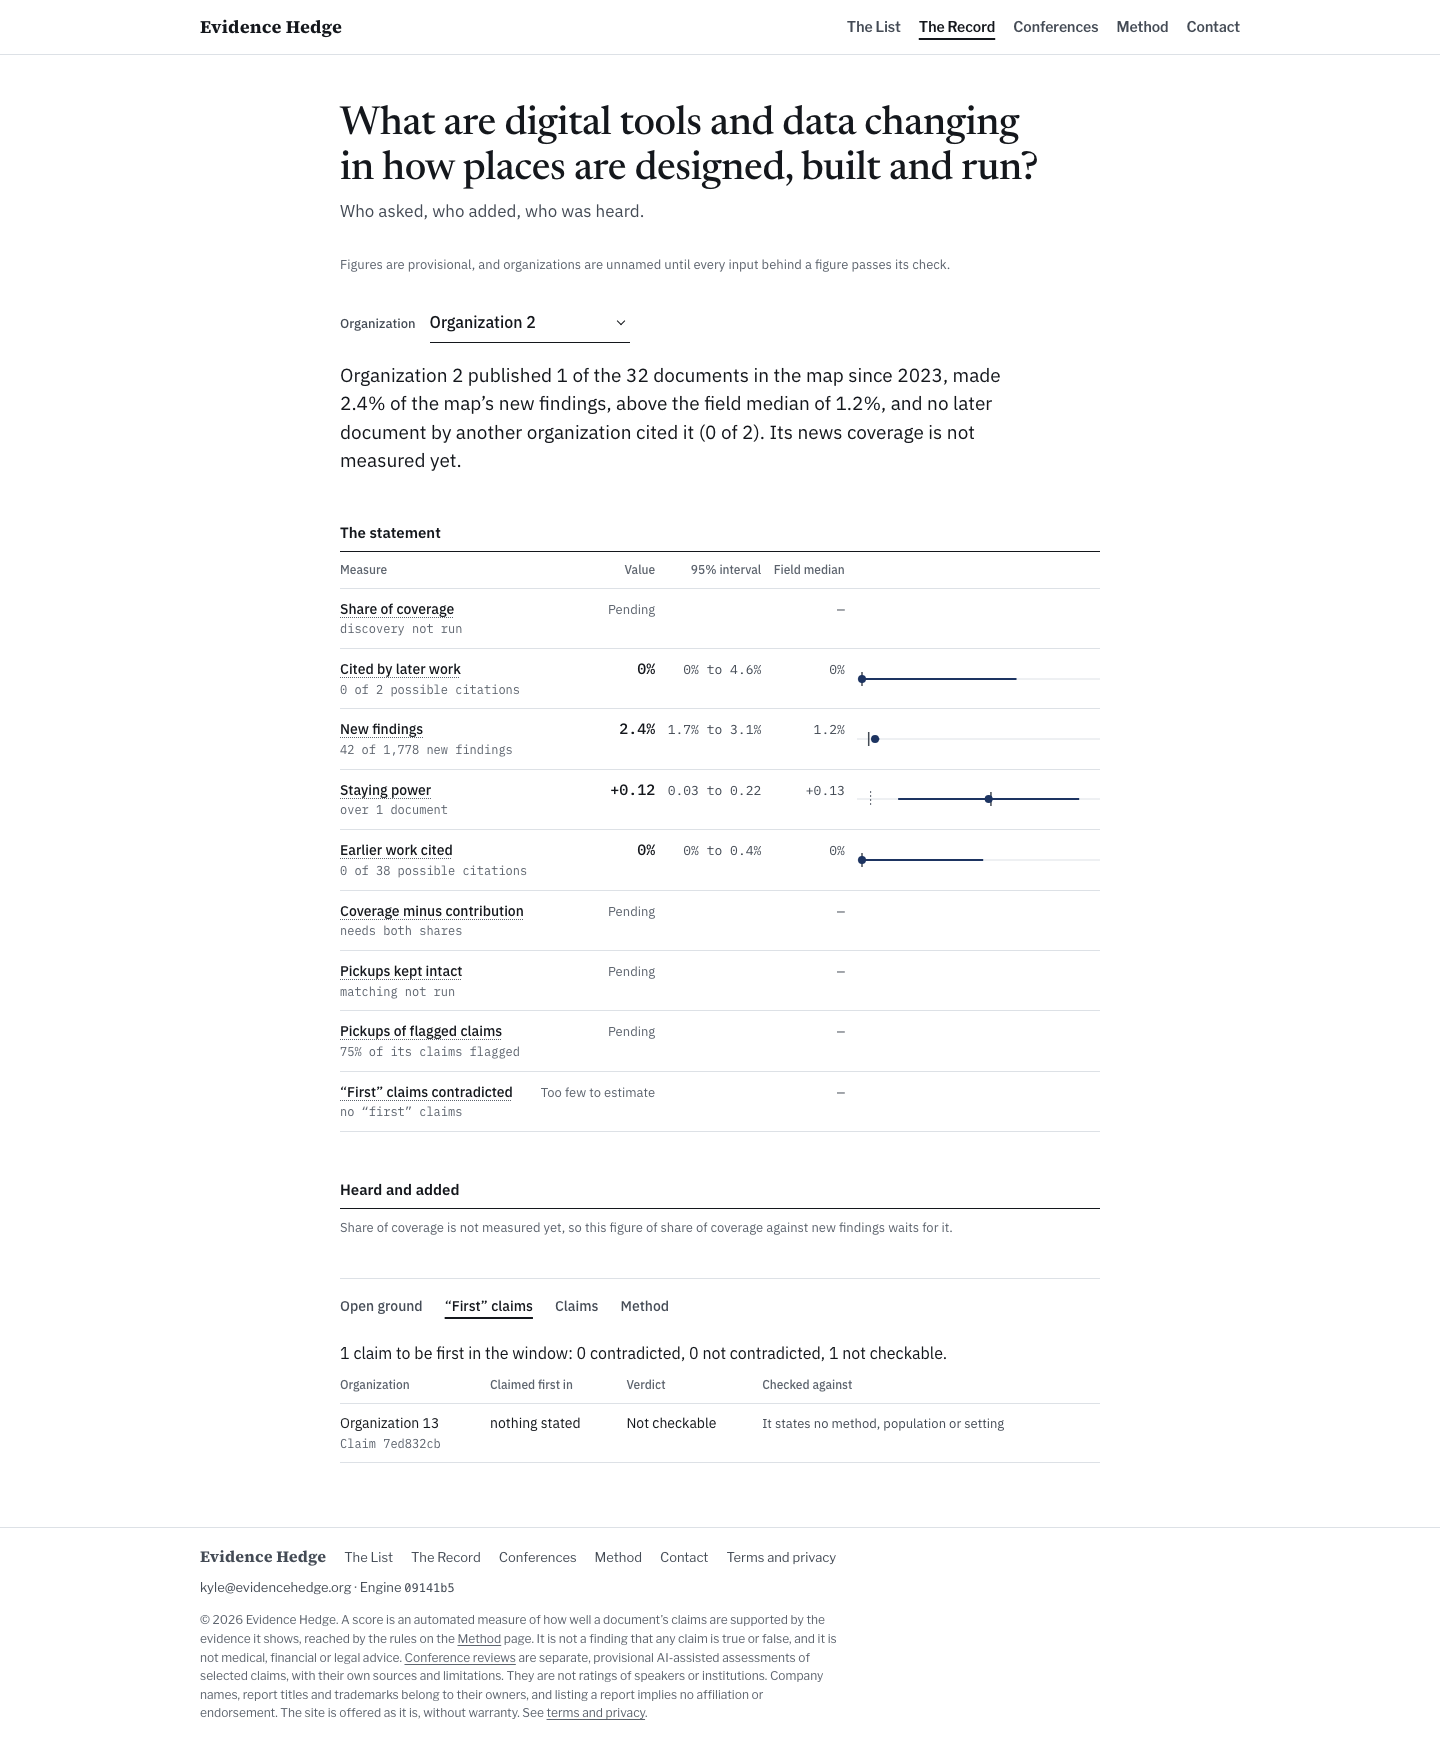 Evidence Hedge
The List The Record Conferences Method Contact
What are digital tools and data changing
in how places are designed, built and run?
Who asked, who added, who was heard.
Figures are provisional, and organizations are unnamed until every input behind a figure passes its check.
Organization Organization 2
Organization 2 published 1 of the 32 documents in the map since 2023, made
2.4% of the map’s new findings, above the field median of 1.2%, and no later
document by another organization cited it (0 of 2). Its news coverage is not
measured yet.
The statement
Measure Value 95% interval Field median
Share of coverage Pending –
discovery not run
Cited by later work 0% 0% to 4.6% 0%
0 of 2 possible citations
New findings 2.4% 1.7% to 3.1% 1.2%
42 of 1,778 new findings
Staying power +0.12 0.03 to 0.22 +0.13
over 1 document
Earlier work cited 0% 0% to 0.4% 0%
0 of 38 possible citations
Coverage minus contribution Pending –
needs both shares
Pickups kept intact Pending –
matching not run
Pickups of flagged claims Pending –
75% of its claims flagged
“First” claims contradicted Too few to estimate –
no “first” claims
Heard and added
Share of coverage is not measured yet, so this figure of share of coverage against new findings waits for it.
Open ground “First” claims Claims Method
1 claim to be first in the window: 0 contradicted, 0 not contradicted, 1 not checkable.
Organization Claimed first in Verdict Checked against
Organization 13 nothing stated Not checkable It states no method, population or setting
Claim 7ed832cb
Evidence Hedge The List The Record Conferences Method Contact Terms and privacy
kyle@evidencehedge.org · Engine 09141b5
© 2026 Evidence Hedge. A score is an automated measure of how well a document’s claims are supported by the
evidence it shows, reached by the rules on the Method page. It is not a finding that any claim is true or false, and it is
not medical, financial or legal advice. Conference reviews are separate, provisional AI-assisted assessments of
selected claims, with their own sources and limitations. They are not ratings of speakers or institutions. Company
names, report titles and trademarks belong to their owners, and listing a report implies no affiliation or
endorsement. The site is offered as it is, without warranty. See terms and privacy.